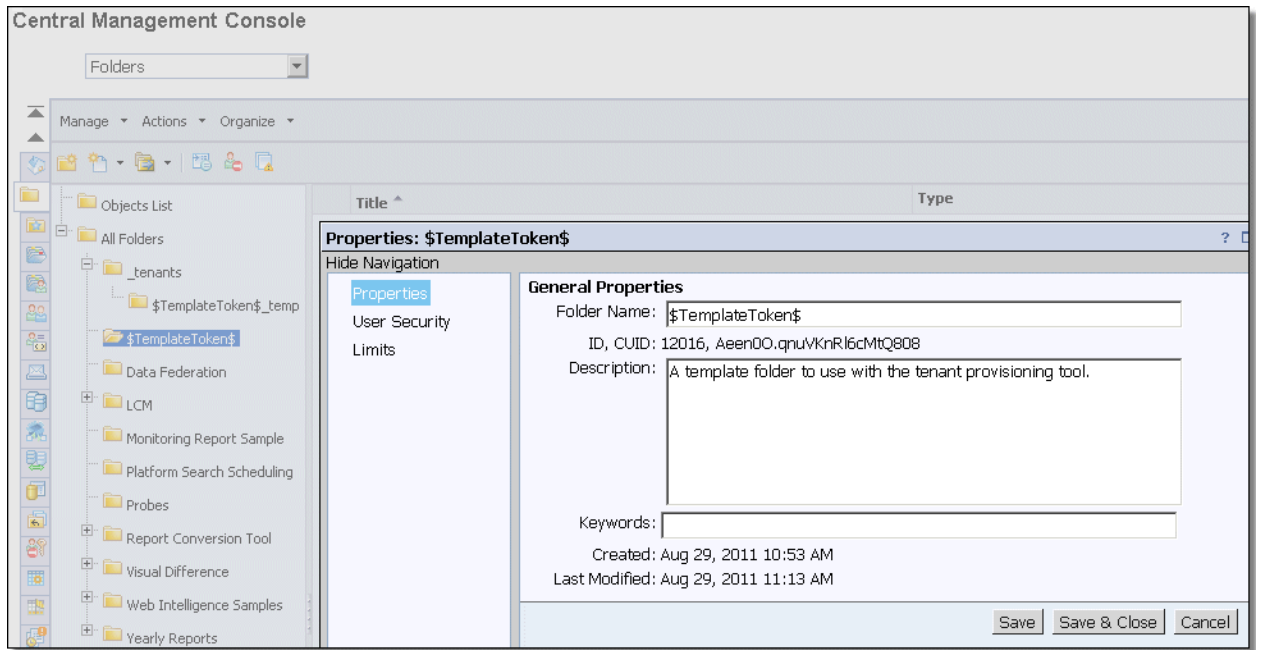 Central Management Console
Folders
Manage Actions Organize
Title Type
Objects List
All Folders
_tenants
$TemplateToken$_temp
$TemplateToken$
Data Federation
LCM
Monitoring Report Sample
Platform Search Scheduling
Probes
Report Conversion Tool
Visual Difference
Web Intelligence Samples
Yearly Reports
Properties: $TemplateToken$ ?
Hide Navigation
Properties
User Security
Limits
General Properties
Folder Name: $TemplateToken$
ID, CUID: 12016, Aeen0O.qnuVKnRl6cMtQ808
Description: A template folder to use with the tenant provisioning tool.
Keywords:
Created: Aug 29, 2011 10:53 AM
Last Modified: Aug 29, 2011 11:13 AM
Save Save & Close Cancel